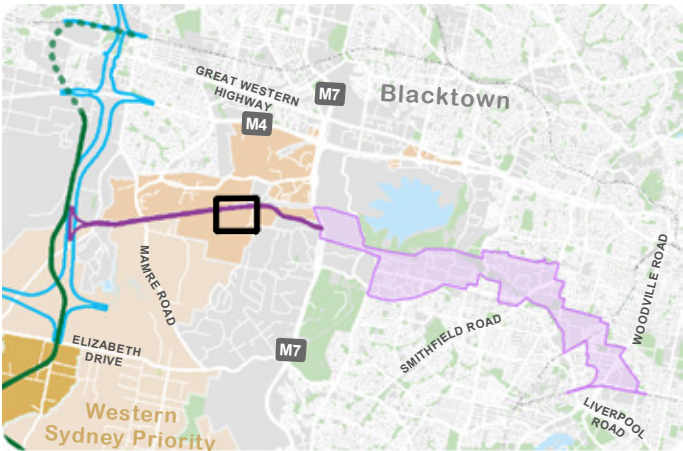 GREAT WESTERN
HIGHWAY
M7
Blacktown
M4
MAMRE ROAD
WOODVILLE ROAD
SMITHFIELD ROAD
M7
ELIZABETH
DRIVE
LIVERPOOL
ROAD
Western
Sydney Priority